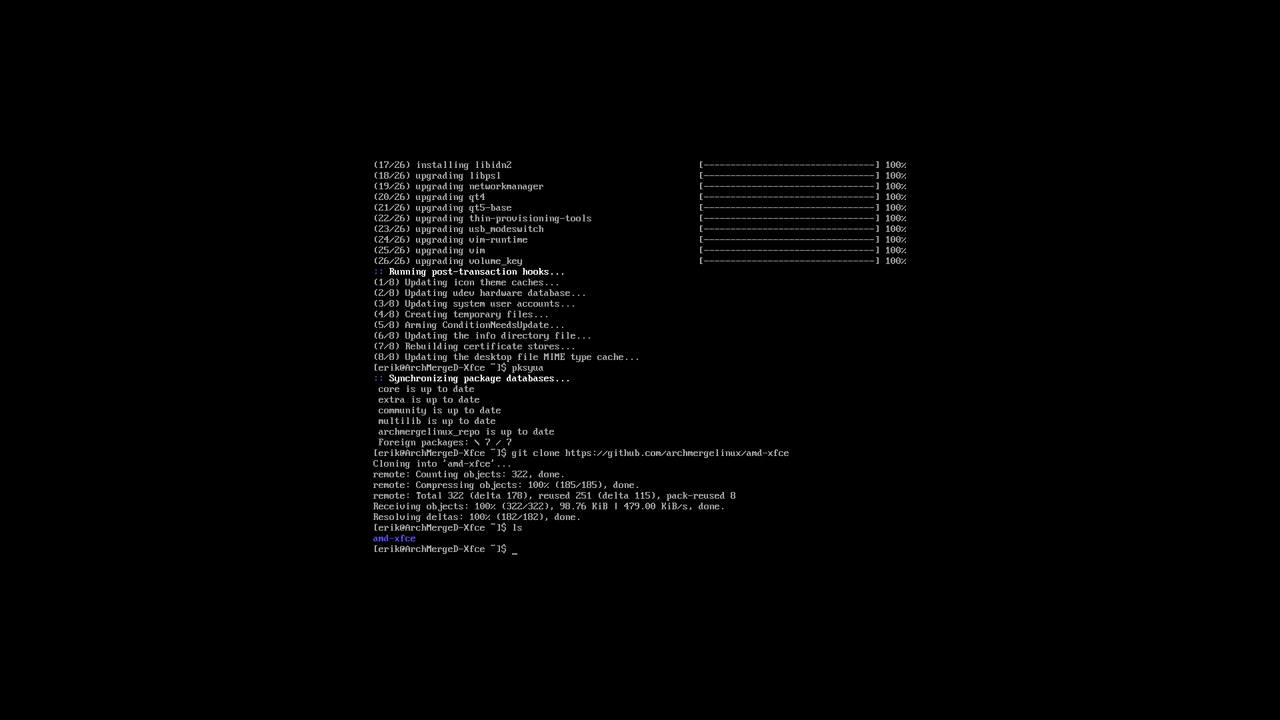 (17/26) installing libidn2 [--------------------------------] 100%
(18/26) upgrading libpsl [--------------------------------] 100%
(19/26) upgrading networkmanager [--------------------------------] 100%
(20/26) upgrading qt4 [--------------------------------] 100%
(21/26) upgrading qt5-base [--------------------------------] 100%
(22/26) upgrading thin-provisioning-tools [--------------------------------] 100%
(23/26) upgrading usb_modeswitch [--------------------------------] 100%
(24/26) upgrading vim-runtime [--------------------------------] 100%
(25/26) upgrading vim [--------------------------------] 100%
(26/26) upgrading volume_key [--------------------------------] 100%
:: Running post-transaction hooks...
(1/8) Updating icon theme caches...
(2/8) Updating udev hardware database...
(3/8) Updating system user accounts...
(4/8) Creating temporary files...
(5/8) Arming ConditionNeedsUpdate...
(6/8) Updating the info directory file...
(7/8) Rebuilding certificate stores...
(8/8) Updating the desktop file MIME type cache...
[erik@ArchMergeD-Xfce ~]$ pksyua
:: Synchronizing package databases...
core is up to date
extra is up to date
community is up to date
multilib is up to date
archmergelinux_repo is up to date
Foreign packages: \ 7 / 7
[erik@ArchMergeD-Xfce ~]$ git clone https://github.com/archmergelinux/amd-xfce
Cloning into 'amd-xfce'...
remote: Counting objects: 322, done.
remote: Compressing objects: 100% (185/185), done.
remote: Total 322 (delta 178), reused 251 (delta 115), pack-reused 8
Receiving objects: 100% (322/322), 98.76 KiB | 479.00 KiB/s, done.
Resolving deltas: 100% (182/182), done.
[erik@ArchMergeD-Xfce ~]$ ls
amd-xfce
[erik@ArchMergeD-Xfce ~]$ _